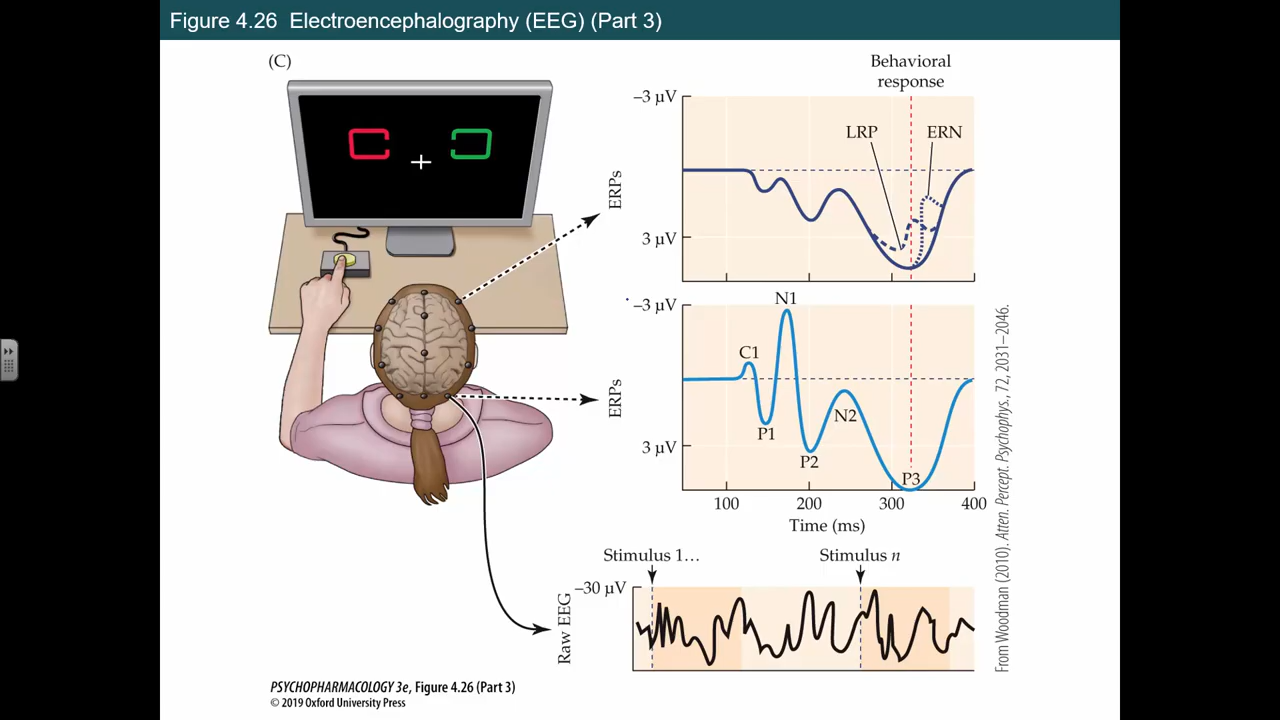 Figure 4.26 Electroencephalography (EEG) (Part 3)
(C)
Behavioral
response
–3 µV
LRP
ERN
ERPs
3 µV
–3 µV
N1
C1
ERPs
N2
P1
3 µV
P2
P3
100
200
300
400
Time (ms)
Stimulus 1…
Stimulus n
–30 µV
Raw EEG
From Woodman (2010). Atten. Percept. Psychophys, 72, 2031–2046.
PSYCHOPHARMACOLOGY 3e, Figure 4.26 (Part 3)
© 2019 Oxford University Press